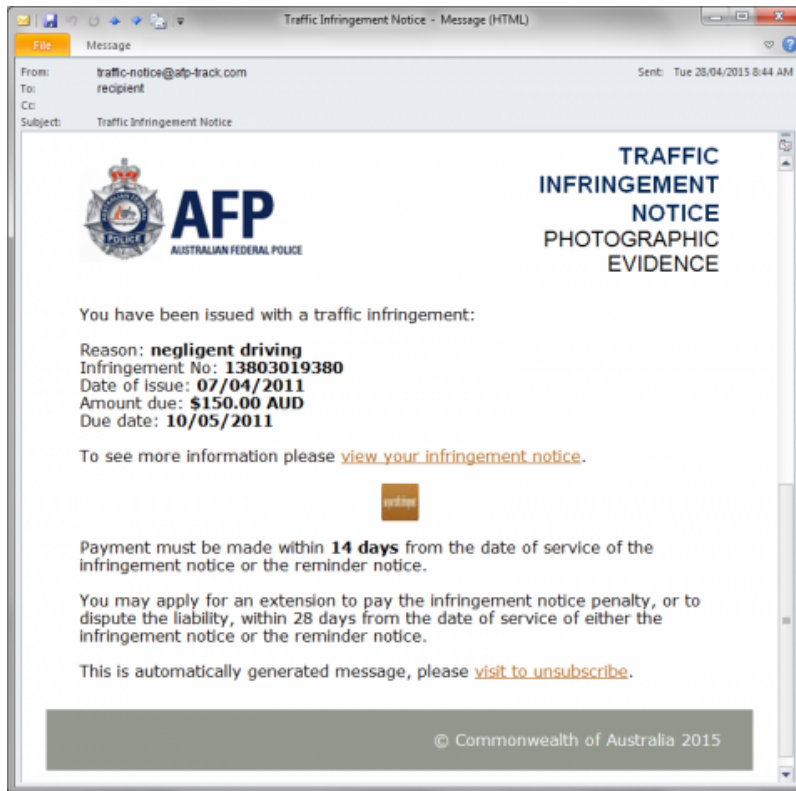 Traffic Infringement Notice - Message (HTML)
File Message
From: traffic-notice@afp-track.com Sent: Tue 28/04/2015 8:44 AM
To: recipient
Cc:
Subject: Traffic Infringement Notice
TRAFFIC
INFRINGEMENT
NOTICE
PHOTOGRAPHIC
EVIDENCE
POLICE
AFP
AUSTRALIAN FEDERAL POLICE
You have been issued with a traffic infringement:
Reason: negligent driving
Infringement No: 13803019380
Date of issue: 07/04/2011
Amount due: $150.00 AUD
Due date: 10/05/2011
To see more information please view your infringement notice.
Payment must be made within 14 days from the date of service of the
infringement notice or the reminder notice.
You may apply for an extension to pay the infringement notice penalty, or to
dispute the liability, within 28 days from the date of service of either the
infringement notice or the reminder notice.
This is automatically generated message, please visit to unsubscribe.
© Commonwealth of Australia 2015